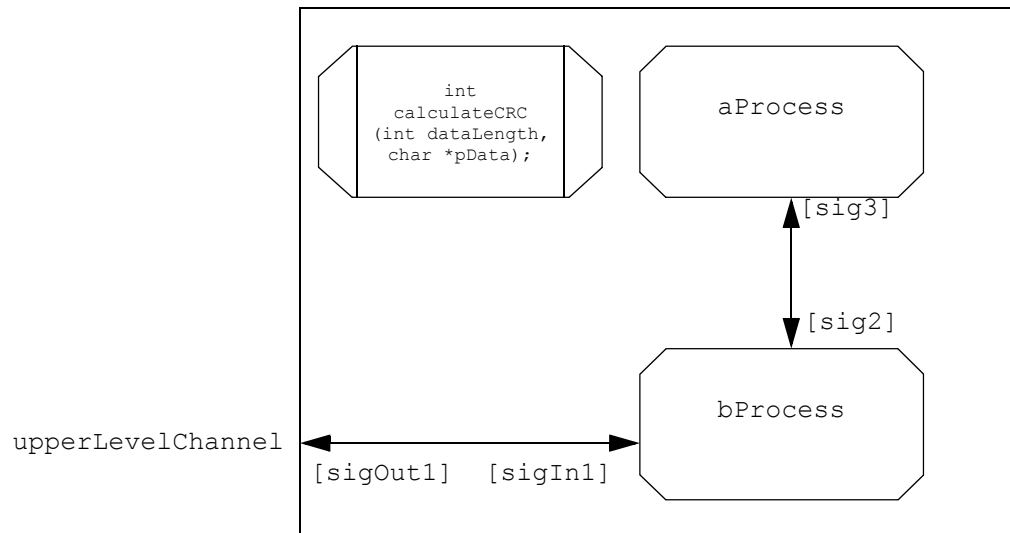 int
calculateCRC
(int dataLength,
char *pData);
aProcess
[sig3]
[sig2]
bProcess
upperLevelChannel
[sigOut1]
[sigIn1]